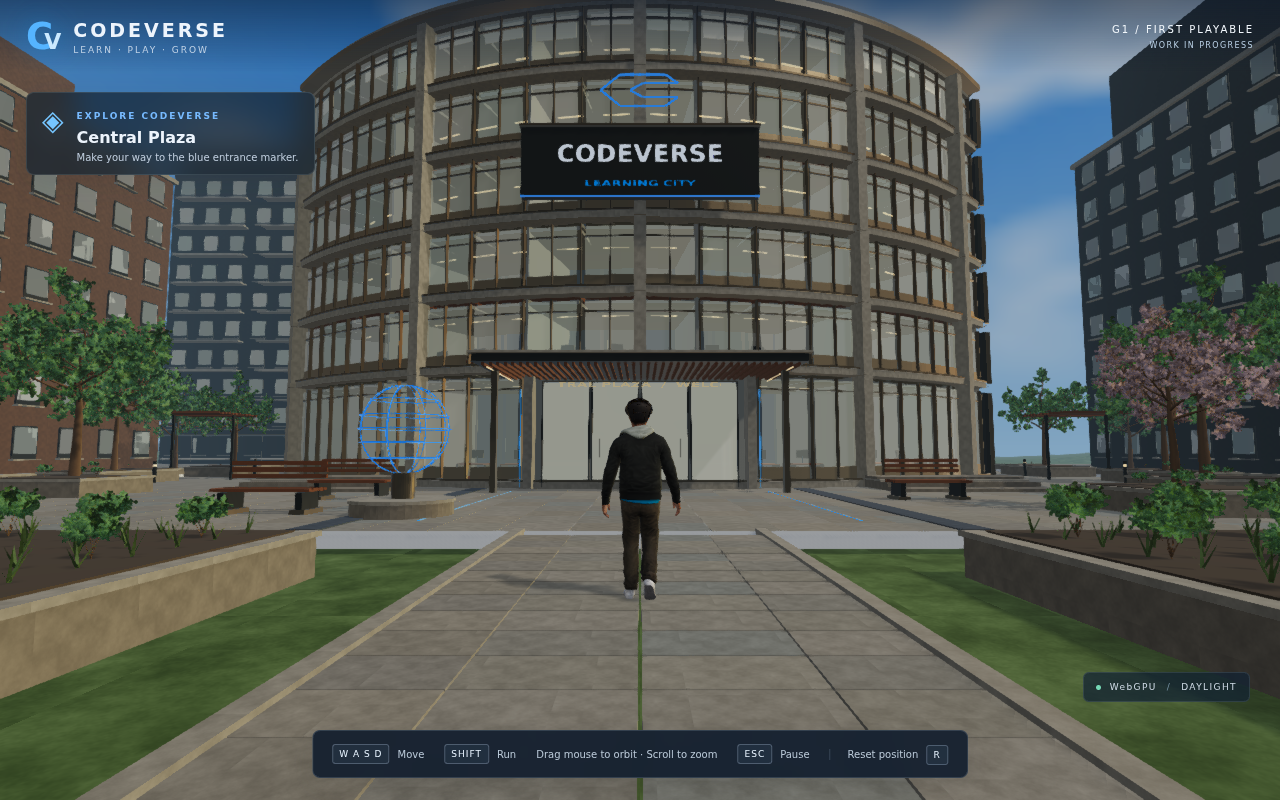 Cv CODEVERSE
LEARN · PLAY · GROW
G1 / FIRST PLAYABLE
WORK IN PROGRESS
EXPLORE CODEVERSE
Central Plaza
Make your way to the blue entrance marker.
CODEVERSE
LEARNING CITY
PLAZA / WELC
WebGPU / DAYLIGHT
W A S D Move SHIFT Run Drag mouse to orbit · Scroll to zoom ESC Pause | Reset position R